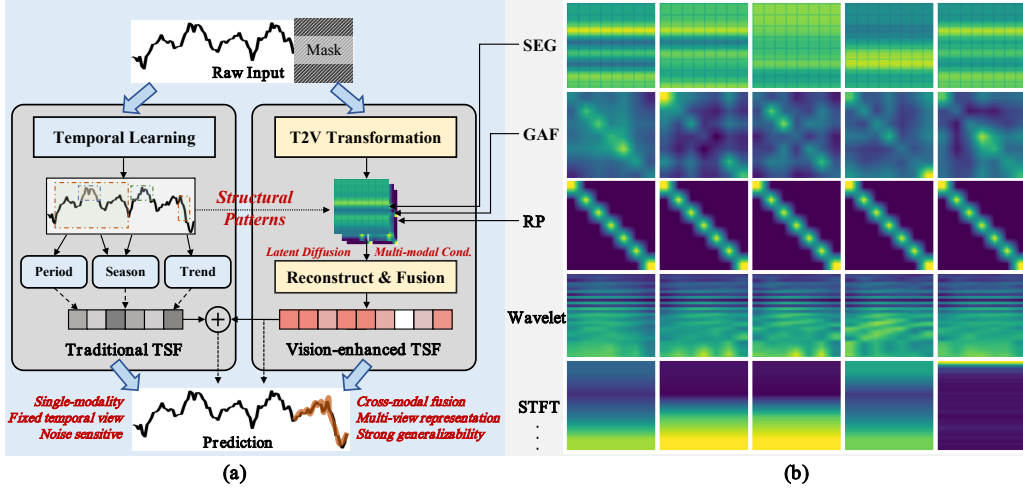 Mask
Raw Input
Temporal Learning
T2V Transformation
Structural
Patterns
Latent Diffusion
Multi-modal Cond.
Period
Season
Trend
Reconstruct & Fusion
Traditional TSF
Vision-enhanced TSF
Single-modality
Fixed temporal view
Noise sensitive
Cross-modal fusion
Multi-view representation
Strong generalizability
Prediction
(a)
SEG
GAF
RP
Wavelet
STFT
(b)